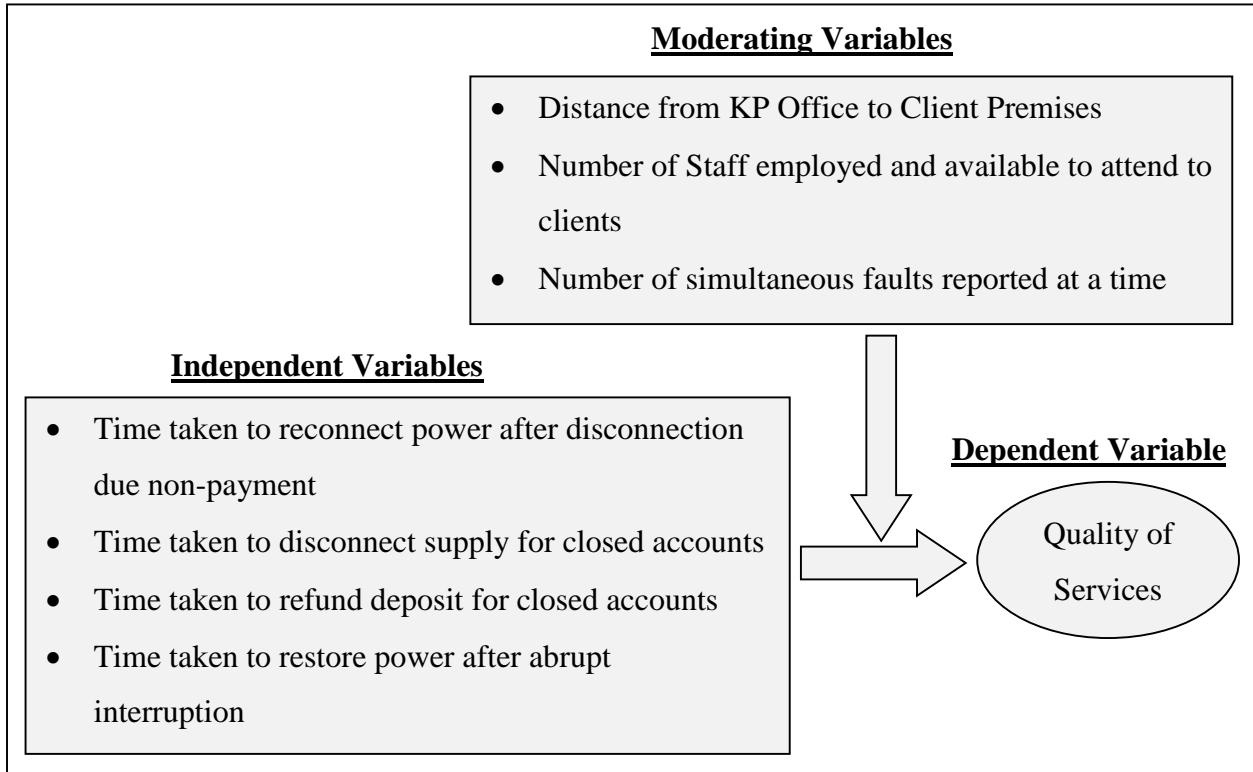 Moderating Variables
• Distance from KP Office to Client Premises
• Number of Staff employed and available to attend to
clients
• Number of simultaneous faults reported at a time
Independent Variables
• Time taken to reconnect power after disconnection
due non-payment
• Time taken to disconnect supply for closed accounts
• Time taken to refund deposit for closed accounts
• Time taken to restore power after abrupt
interruption
Dependent Variable
Quality of
Services